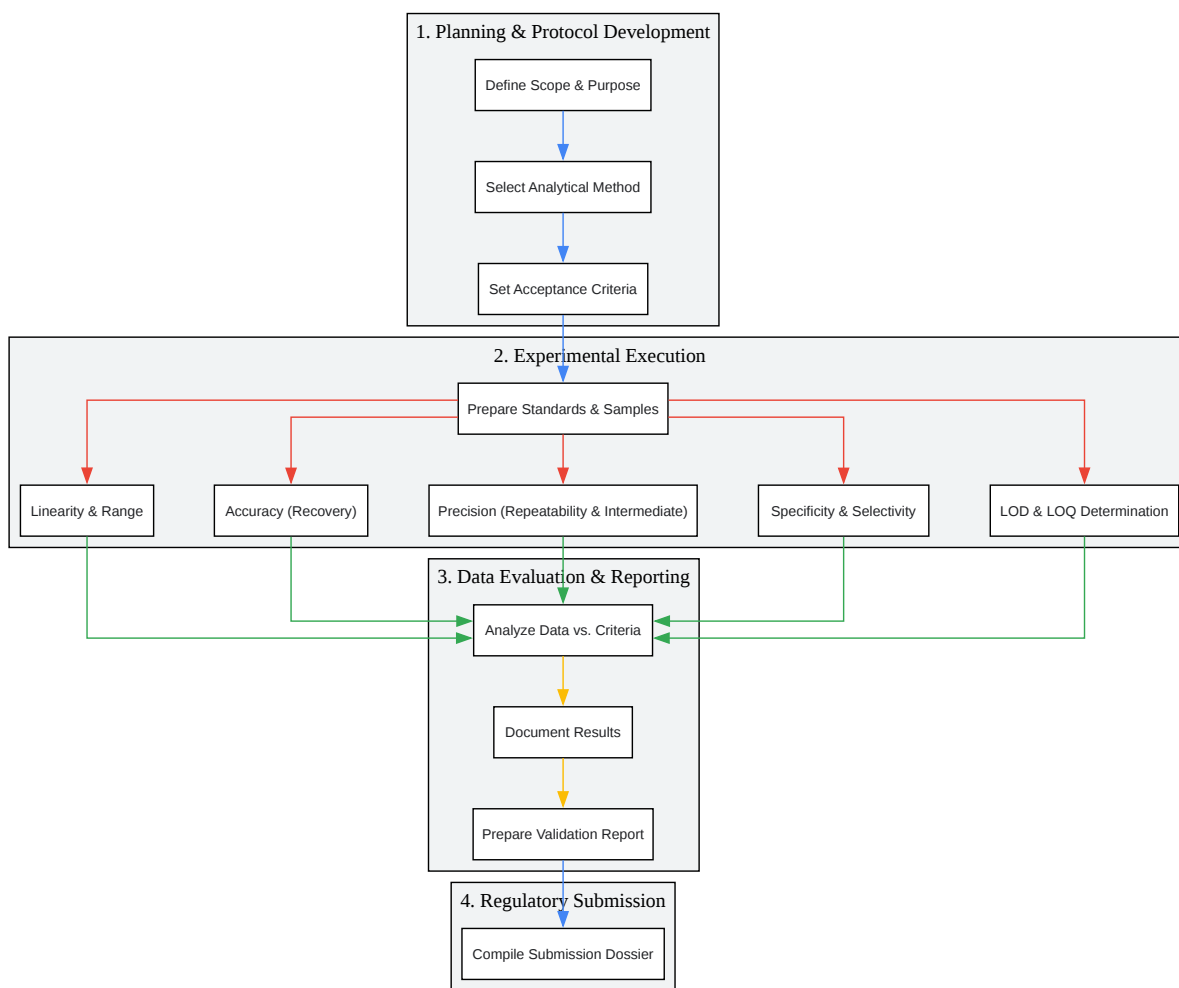 1. Planning & Protocol Development
Define Scope & Purpose
Select Analytical Method
Set Acceptance Criteria
2. Experimental Execution
Prepare Standards & Samples
Linearity & Range
Accuracy (Recovery)
Precision (Repeatability & Intermediate)
Specificity & Selectivity
LOD & LOQ Determination
3. Data Evaluation & Reporting
Analyze Data vs. Criteria
Document Results
Prepare Validation Report
4. Regulatory Submission
Compile Submission Dossier